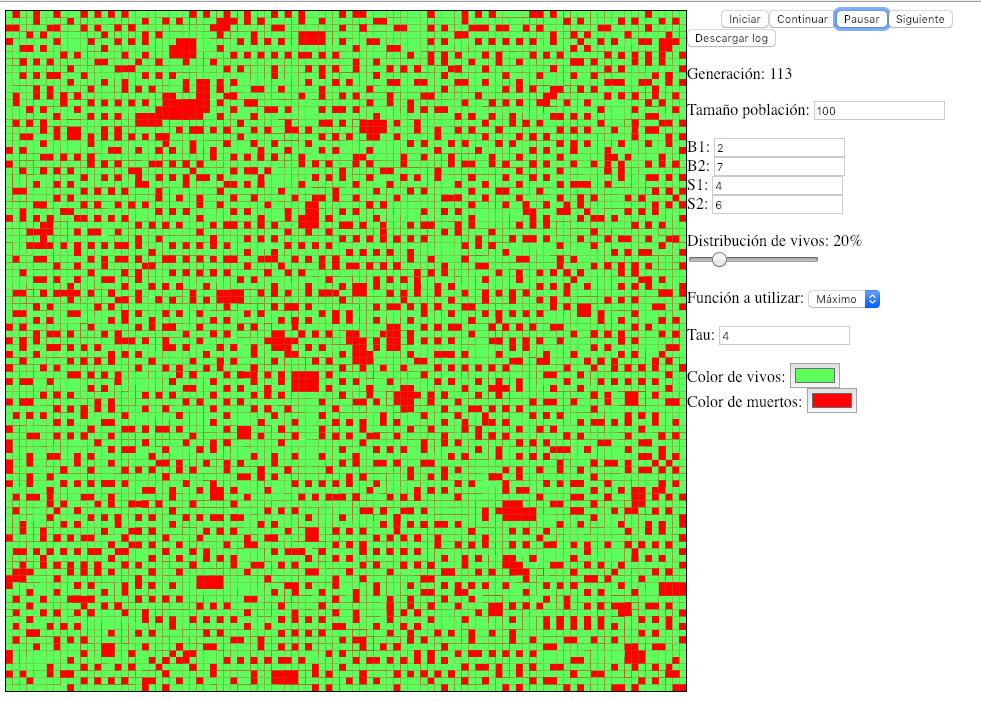 Iniciar Continuar Pausar Siguiente
Descargar log
Generación: 113
Tamaño población: 100
B1: 2
B2: 7
S1: 4
S2: 6
Distribución de vivos: 20%
Función a utilizar: Máximo
Tau: 4
Color de vivos:
Color de muertos: